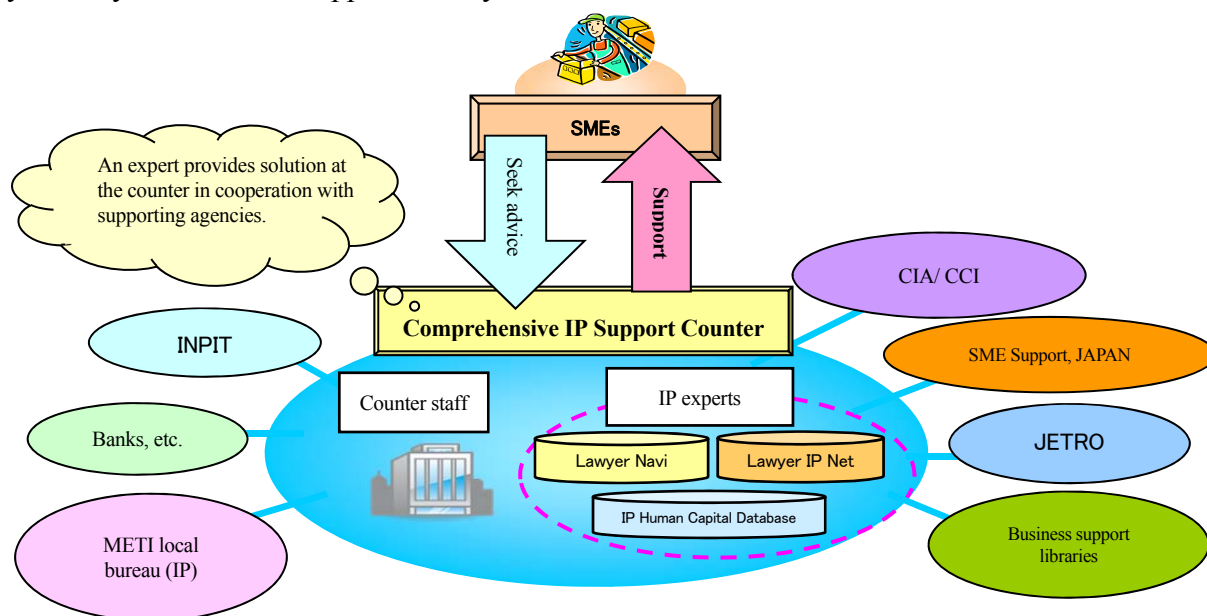 SMEs
An expert provides solution at
the counter in cooperation with
supporting agencies.
Seek advice
Support
CIA/ CCI
Comprehensive IP Support Counter
INPIT
SME Support, JAPAN
Counter staff
IP experts
Banks, etc.
JETRO
Lawyer Navi
Lawyer IP Net
IP Human Capital Database
METI local
bureau (IP)
Business support
libraries